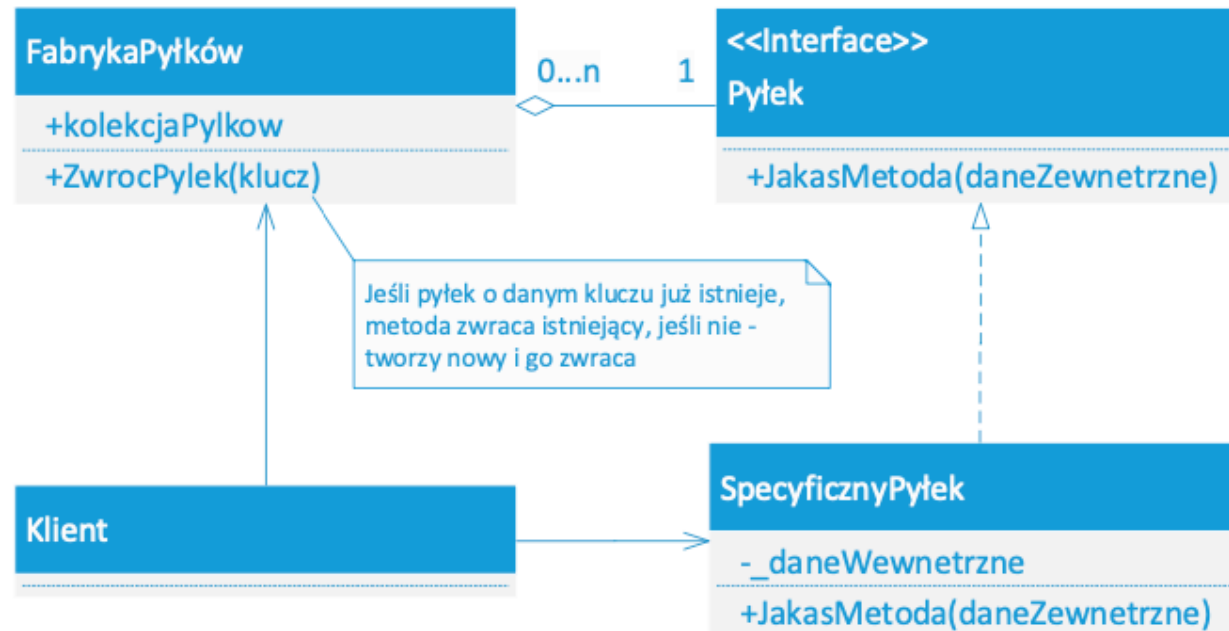 FabrykaPyłków
+kolekcjaPylkow
+ZwrocPylek(klucz)
0...n
1
<<Interface>>
Pyłek
+JakasMetoda(daneZewnetrzne)
Jeśli pyłek o danym kluczu już istnieje,
metoda zwraca istniejący, jeśli nie -
tworzy nowy i go zwraca
Klient
SpecyficznyPyłek
-_daneWewnetrzne
+JakasMetoda(daneZewnetrzne)